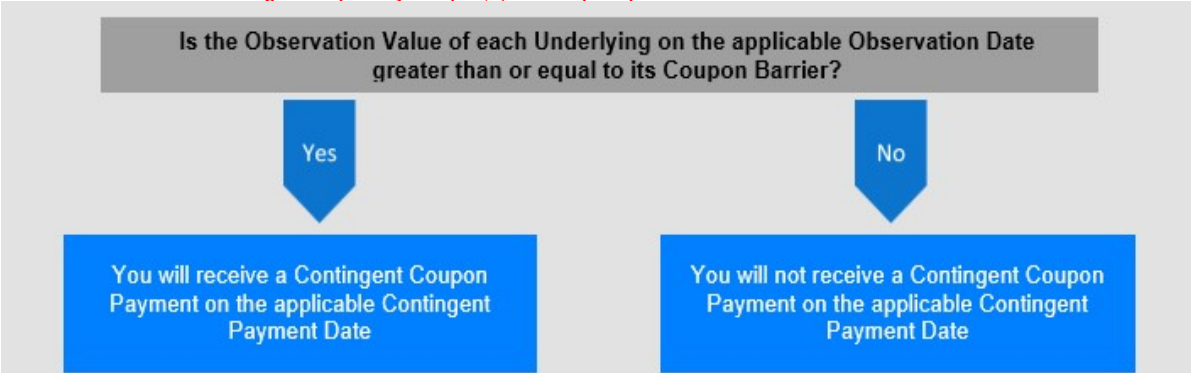 Is the Observation Value of each Underlying on the applicable Observation Date
greater than or equal to its Coupon Barrier?
Yes
No
You will receive a Contingent Coupon
Payment on the applicable Contingent
Payment Date
You will not receive a Contingent Coupon
Payment on the applicable Contingent
Payment Date